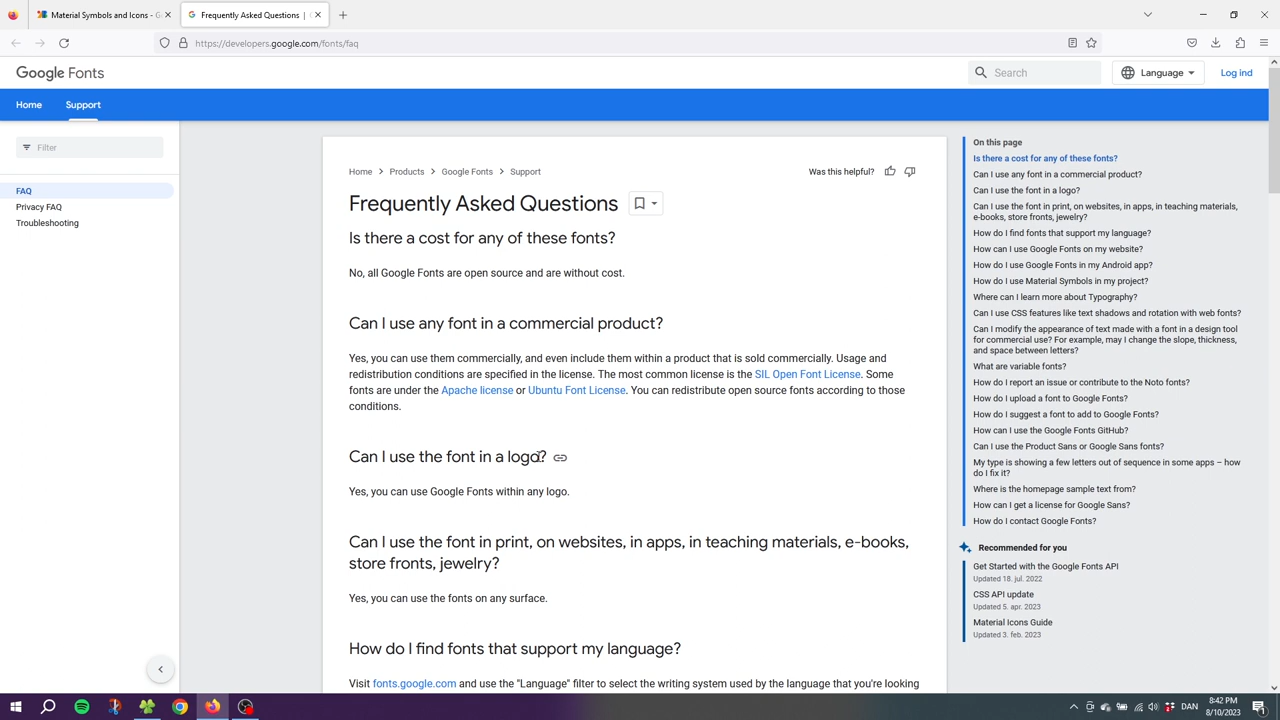 Material Symbols and Icons - G
Frequently Asked Questions |
https://developers.google.com/fonts/faq
Google Fonts
Search
Language
Log ind
Home
Support
Filter
FAQ
Privacy FAQ
Troubleshooting
Home > Products > Google Fonts > Support
Was this helpful?
Frequently Asked Questions
Is there a cost for any of these fonts?
No, all Google Fonts are open source and are without cost.
Can I use any font in a commercial product?
Yes, you can use them commercially, and even include them within a product that is sold commercially. Usage and
redistribution conditions are specified in the license. The most common license is the SIL Open Font License. Some
fonts are under the Apache license or Ubuntu Font License. You can redistribute open source fonts according to those
conditions.
Can I use the font in a logo?
Yes, you can use Google Fonts within any logo.
Can I use the font in print, on websites, in apps, in teaching materials, e-books,
store fronts, jewelry?
Yes, you can use the fonts on any surface.
How do I find fonts that support my language?
Visit fonts.google.com and use the "Language" filter to select the writing system used by the language that you're looking
On this page
Is there a cost for any of these fonts?
Can I use any font in a commercial product?
Can I use the font in a logo?
Can I use the font in print, on websites, in apps, in teaching materials,
e-books, store fronts, jewelry?
How do I find fonts that support my language?
How can I use Google Fonts on my website?
How do I use Google Fonts in my Android app?
How do I use Material Symbols in my project?
Where can I learn more about Typography?
Can I use CSS features like text shadows and rotation with web fonts?
Can I modify the appearance of text made with a font in a design tool
for commercial use? For example, may I change the slope, thickness,
and space between letters?
What are variable fonts?
How do I report an issue or contribute to the Noto fonts?
How do I upload a font to Google Fonts?
How do I suggest a font to add to Google Fonts?
How can I use the Google Fonts GitHub?
Can I use the Product Sans or Google Sans fonts?
My type is showing a few letters out of sequence in some apps – how
do I fix it?
Where is the homepage sample text from?
How can I get a license for Google Sans?
How do I contact Google Fonts?
Recommended for you
Get Started with the Google Fonts API
Updated 18. jul. 2022
CSS API update
Updated 5. apr. 2023
Material Icons Guide
Updated 3. feb. 2023
DAN
8:42 PM
8/10/2023